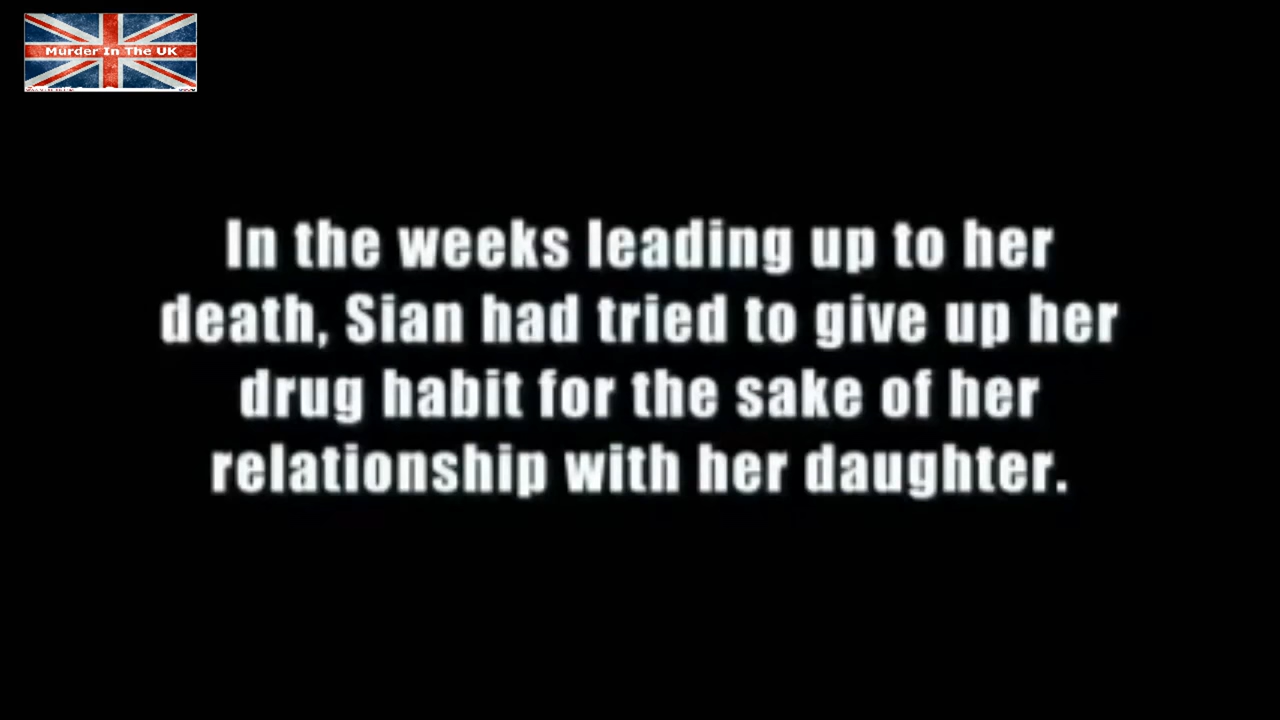 Murder In The UK
In the weeks leading up to her
death, Sian had tried to give up her
drug habit for the sake of her
relationship with her daughter.